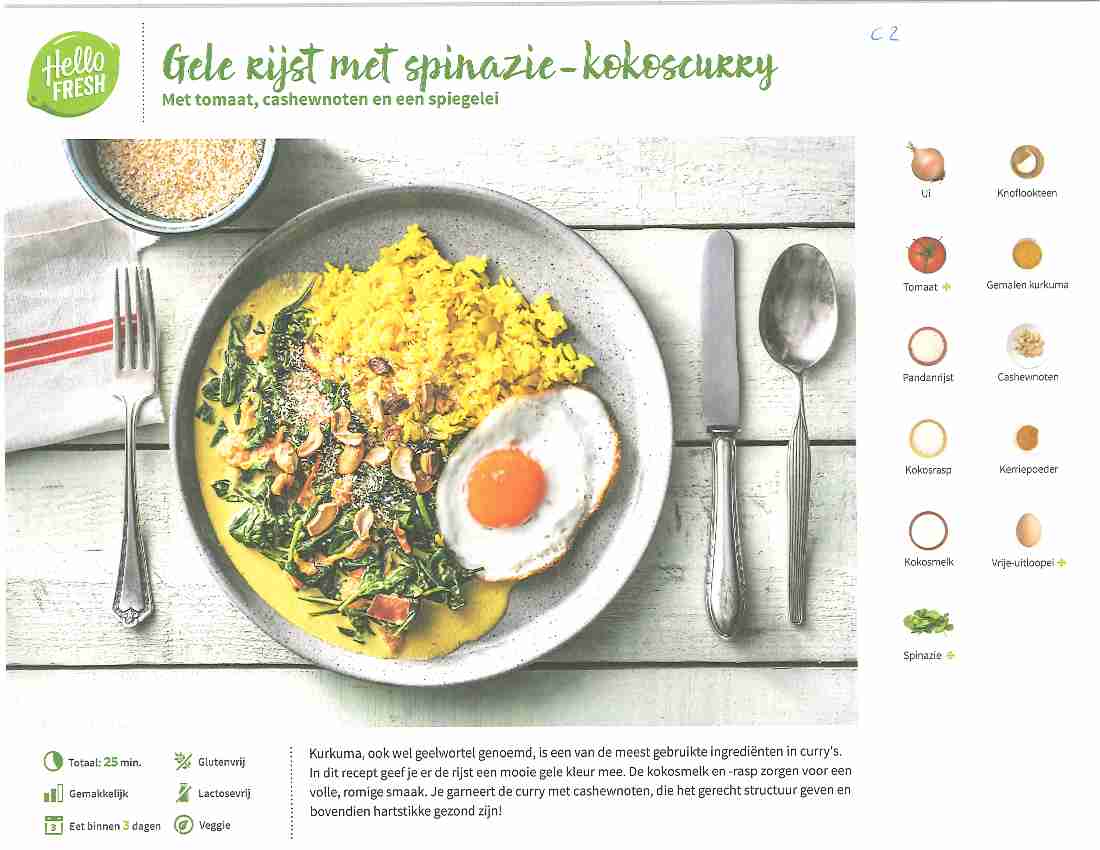 C2
Hello
FRESH
Gele rijst met spinazie-kokoscurry
Met tomaat, cashewnoten en een spiegelei
Ui
Knoflookteen
Tomaat
Gemalen kurkuma
Pandanrijst
Cashewnoten
Kokosrasp
Kerriepoeder
Kokosmelk
Vrije-uitloopei
Spinazie
Totaal: 25 min.
Glutenvrij
Gemakkelijk
Lactosevrij
3
Eet binnen 3 dagen
Veggie
Kurkuma, ook wel geelwortel genoemd, is een van de meest gebruikte ingrediënten in curry's.
In dit recept geef je er de rijst een mooie gele kleur mee. De kokosmelk en -rasp zorgen voor een
volle, romige smaak. Je garneert de curry met cashewnoten, die het gerecht structuur geven en
bovendien hartstikke gezond zijn!